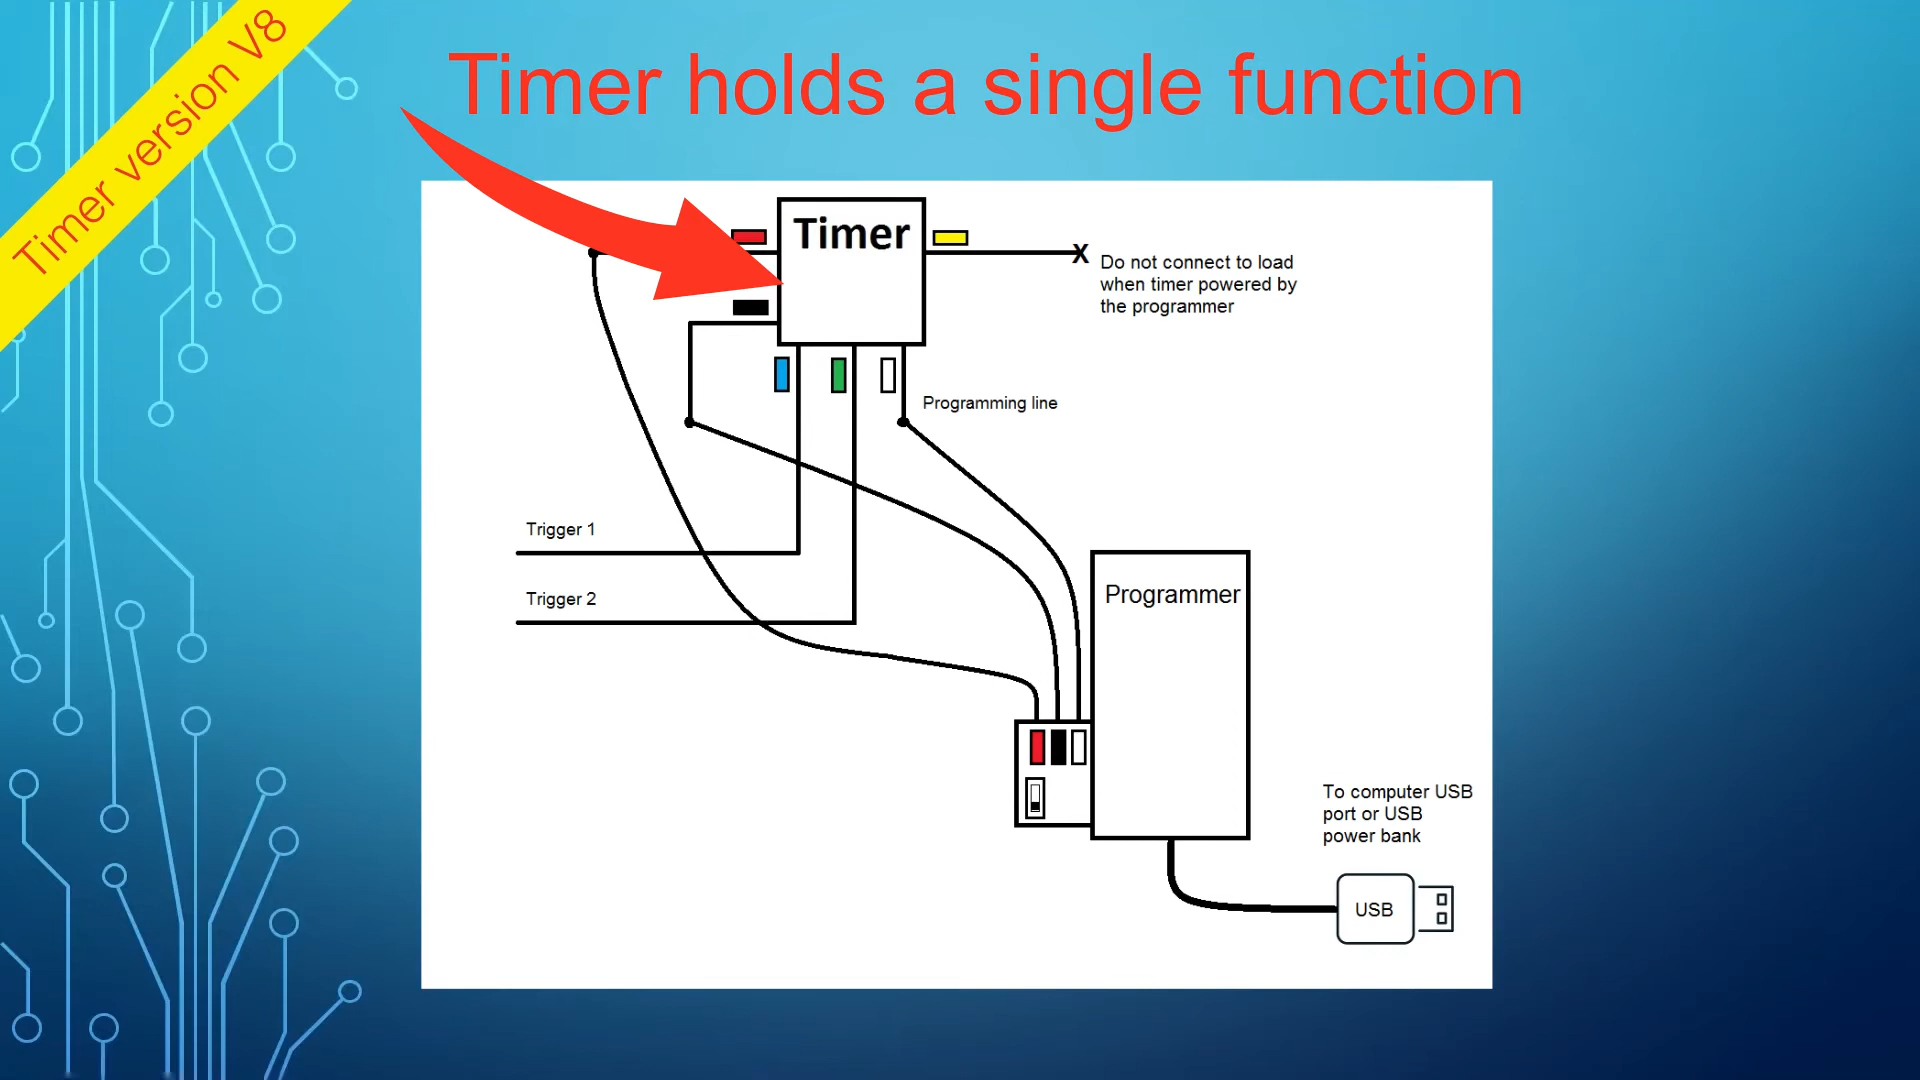 Timer version V8
Timer holds a single function
Timer
X
Do not connect to load
when timer powered by
the programmer
Programming line
Trigger 1
Trigger 2
Programmer
To computer USB
port or USB
power bank
USB